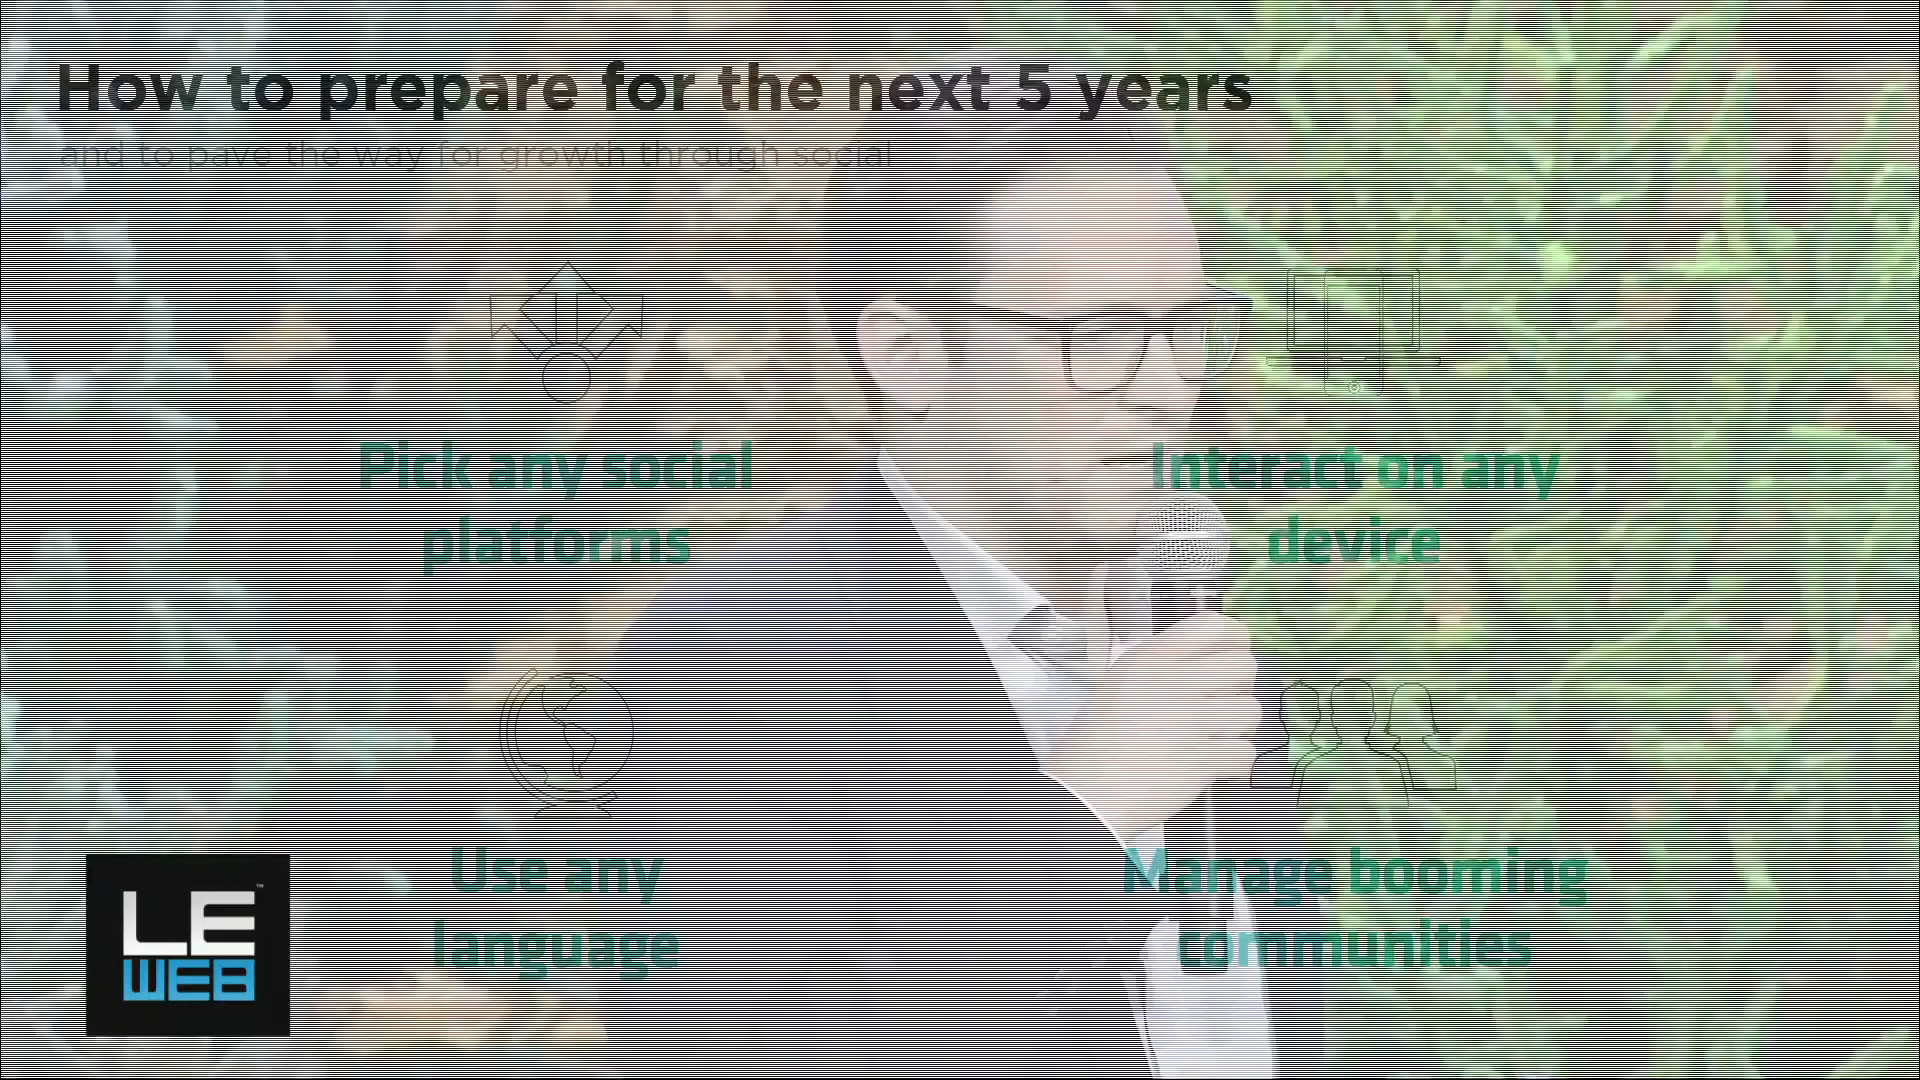 How to prepare for the next 5 years
and to pave the way for growth through social
Pick any social
platforms
Interact on any
device
Use any
language
Manage booming
communities
LE
WEB
™